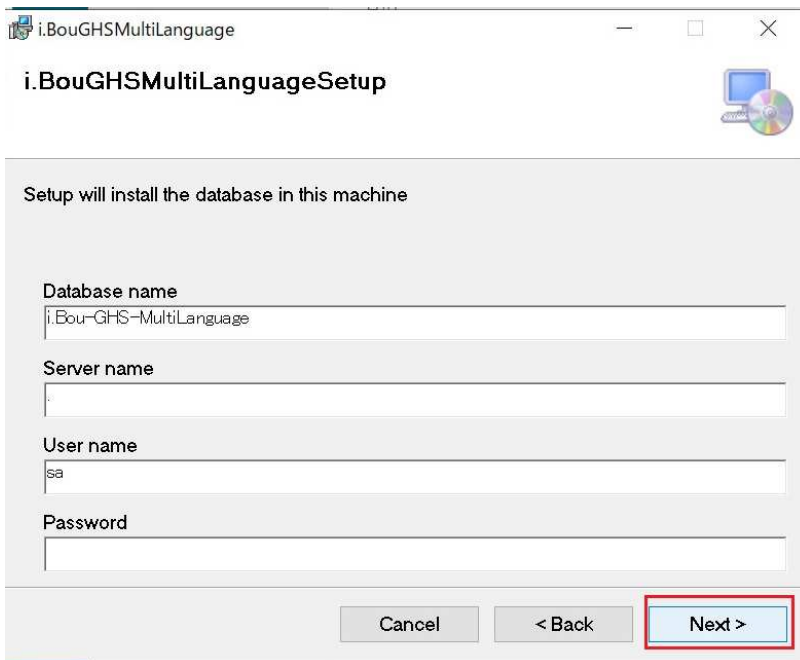 i.BouGHSMultiLanguage
i.BouGHSMultiLanguageSetup
Setup will install the database in this machine
Database name
i.Bou-GHS-MultiLanguage
Server name
.
User name
sa
Password
Cancel
< Back
Next >